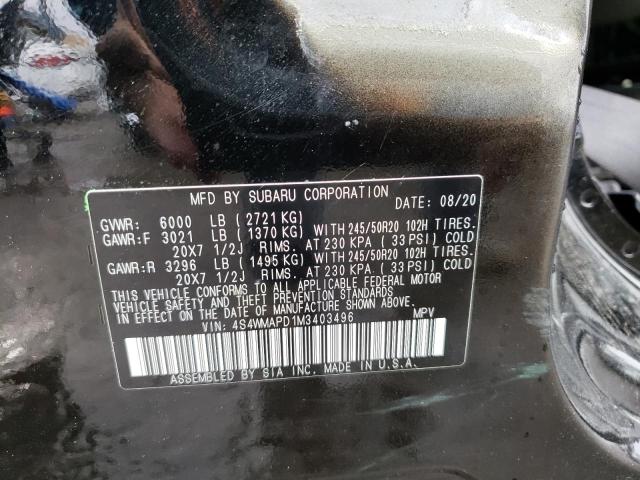 MFD BY SUBARU CORPORATION DATE: 08/20
GVWR: 6000 LB (2721 KG)
GAWR:F 3021 LB (1370 KG) WITH 245/50R20 102H TIRES.
20X7 1/2J RIMS. AT 230 KPA (33 PSI) COLD
GAWR:R 3296 LB (1495 KG) WITH 245/50R20 102H TIRES.
20X7 1/2J RIMS. AT 230 KPA (33 PSI) COLD
THIS VEHICLE CONFORMS TO ALL APPLICABLE FEDERAL MOTOR
VEHICLE SAFETY AND THEFT PREVENTION STANDARDS
IN EFFECT ON THE DATE OF MANUFACTURE SHOWN ABOVE.
VIN: 4S4WMAPD1M3403496 MPV
ASSEMBLED BY SIA INC. MADE IN U.S.A.